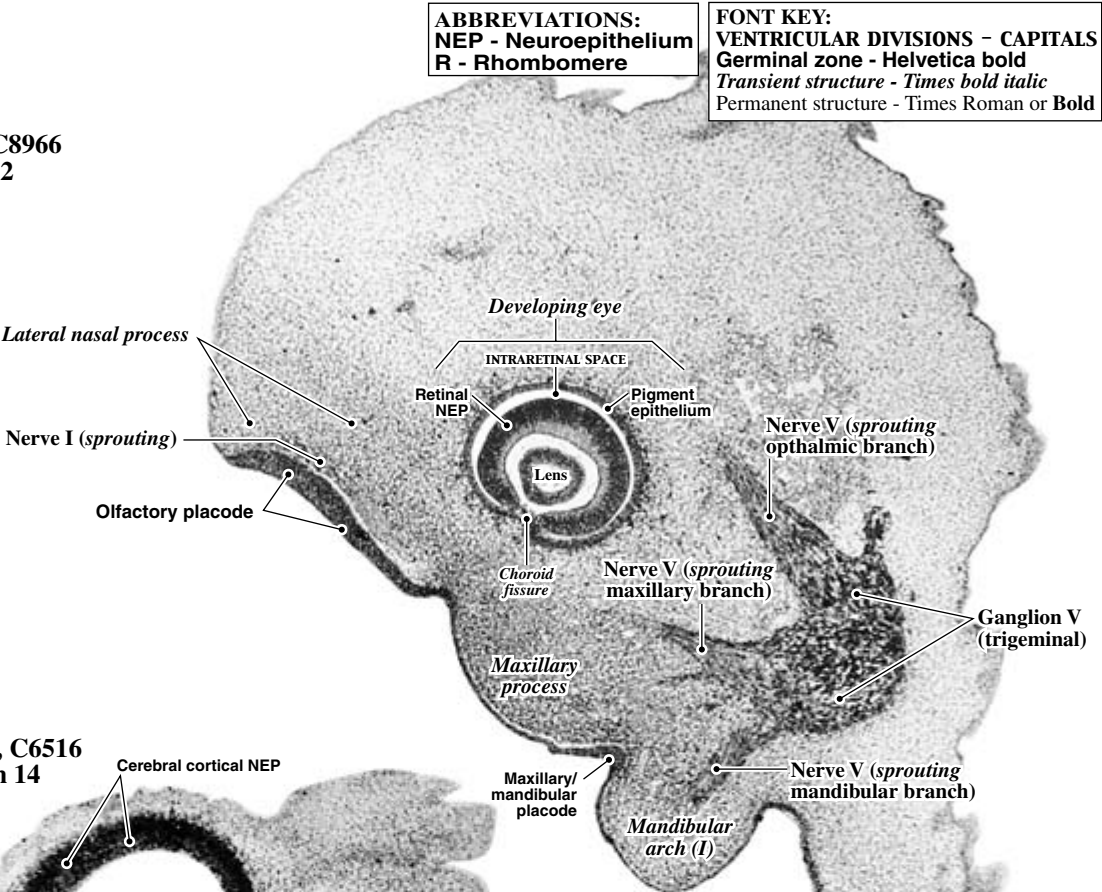 ABBREVIATIONS:
NEP - Neuroepithelium
R - Rhombomere
FONT KEY:
VENTRICULAR DIVISIONS – CAPITALS
Germinal zone - Helvetica bold
Transient structure - Times bold italic
Permanent structure - Times Roman or Bold
C8966
2
Developing eye
Lateral nasal process
INTRARETINAL SPACE
Retinal
NEP
Pigment
epithelium
Nerve I (sprouting)
Nerve V (sprouting
opthalmic branch)
Lens
Olfactory placode
Choroid
fissure
Nerve V (sprouting
maxillary branch)
Ganglion V
(trigeminal)
Maxillary
process
, C6516
n 14
Cerebral cortical NEP
Maxillary/
mandibular
placode
Nerve V (sprouting
mandibular branch)
Mandibular
arch (I)